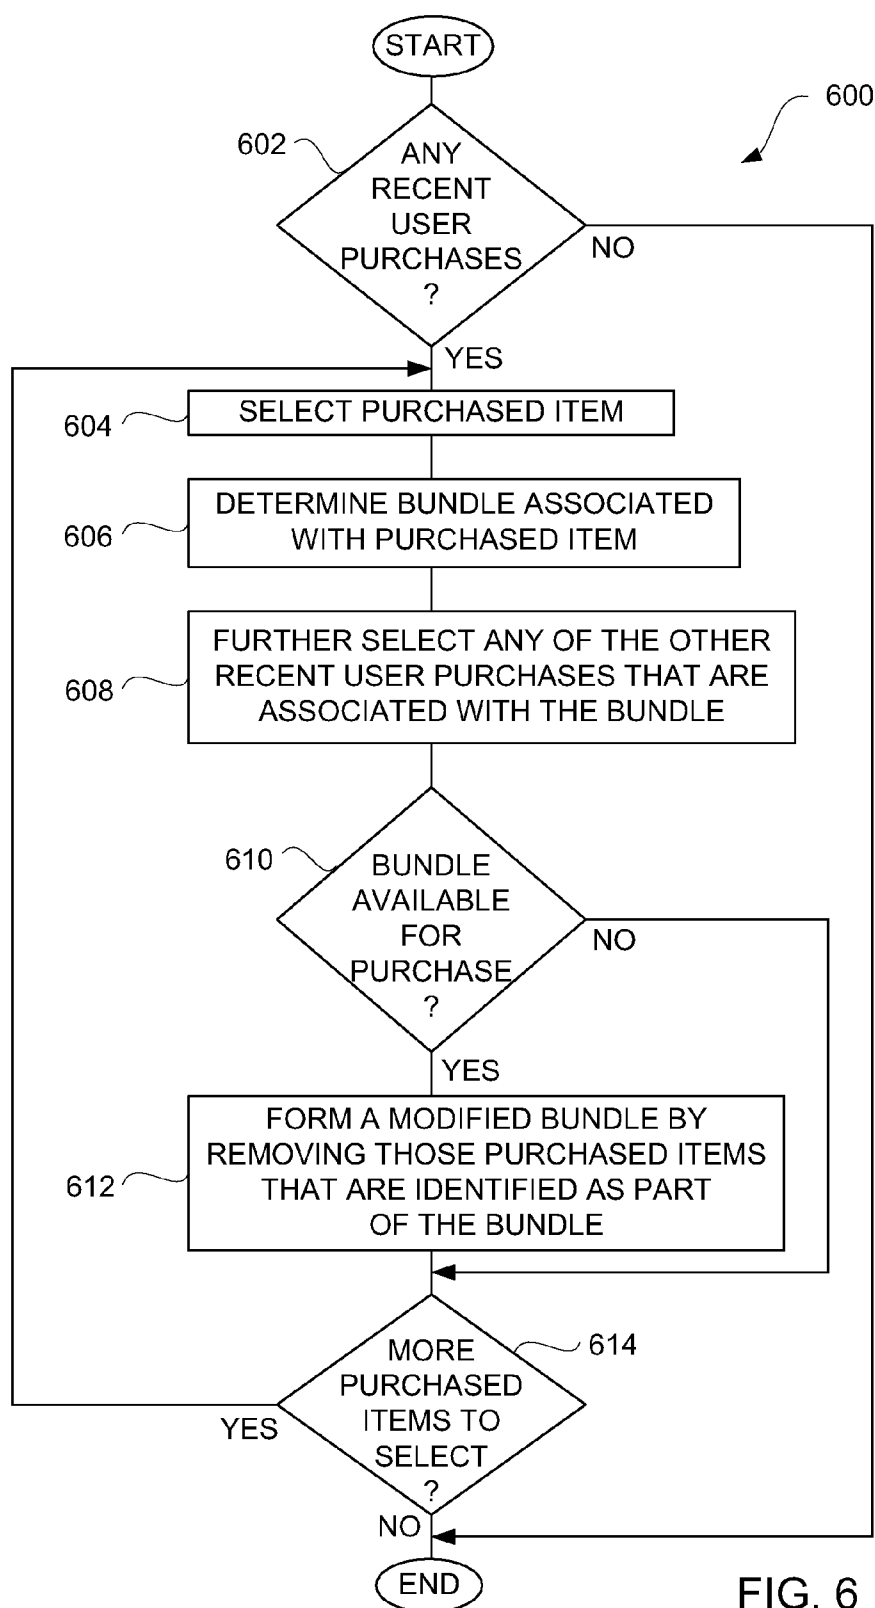 START
600
602
ANY
RECENT
USER
PURCHASES
?
NO
YES
604
SELECT PURCHASED ITEM
606
DETERMINE BUNDLE ASSOCIATED
WITH PURCHASED ITEM
608
FURTHER SELECT ANY OF THE OTHER
RECENT USER PURCHASES THAT ARE
ASSOCIATED WITH THE BUNDLE
610
BUNDLE
AVAILABLE
FOR
PURCHASE
?
NO
YES
612
FORM A MODIFIED BUNDLE BY
REMOVING THOSE PURCHASED ITEMS
THAT ARE IDENTIFIED AS PART
OF THE BUNDLE
614
MORE
PURCHASED
ITEMS TO
SELECT
?
YES
NO
END
FIG. 6